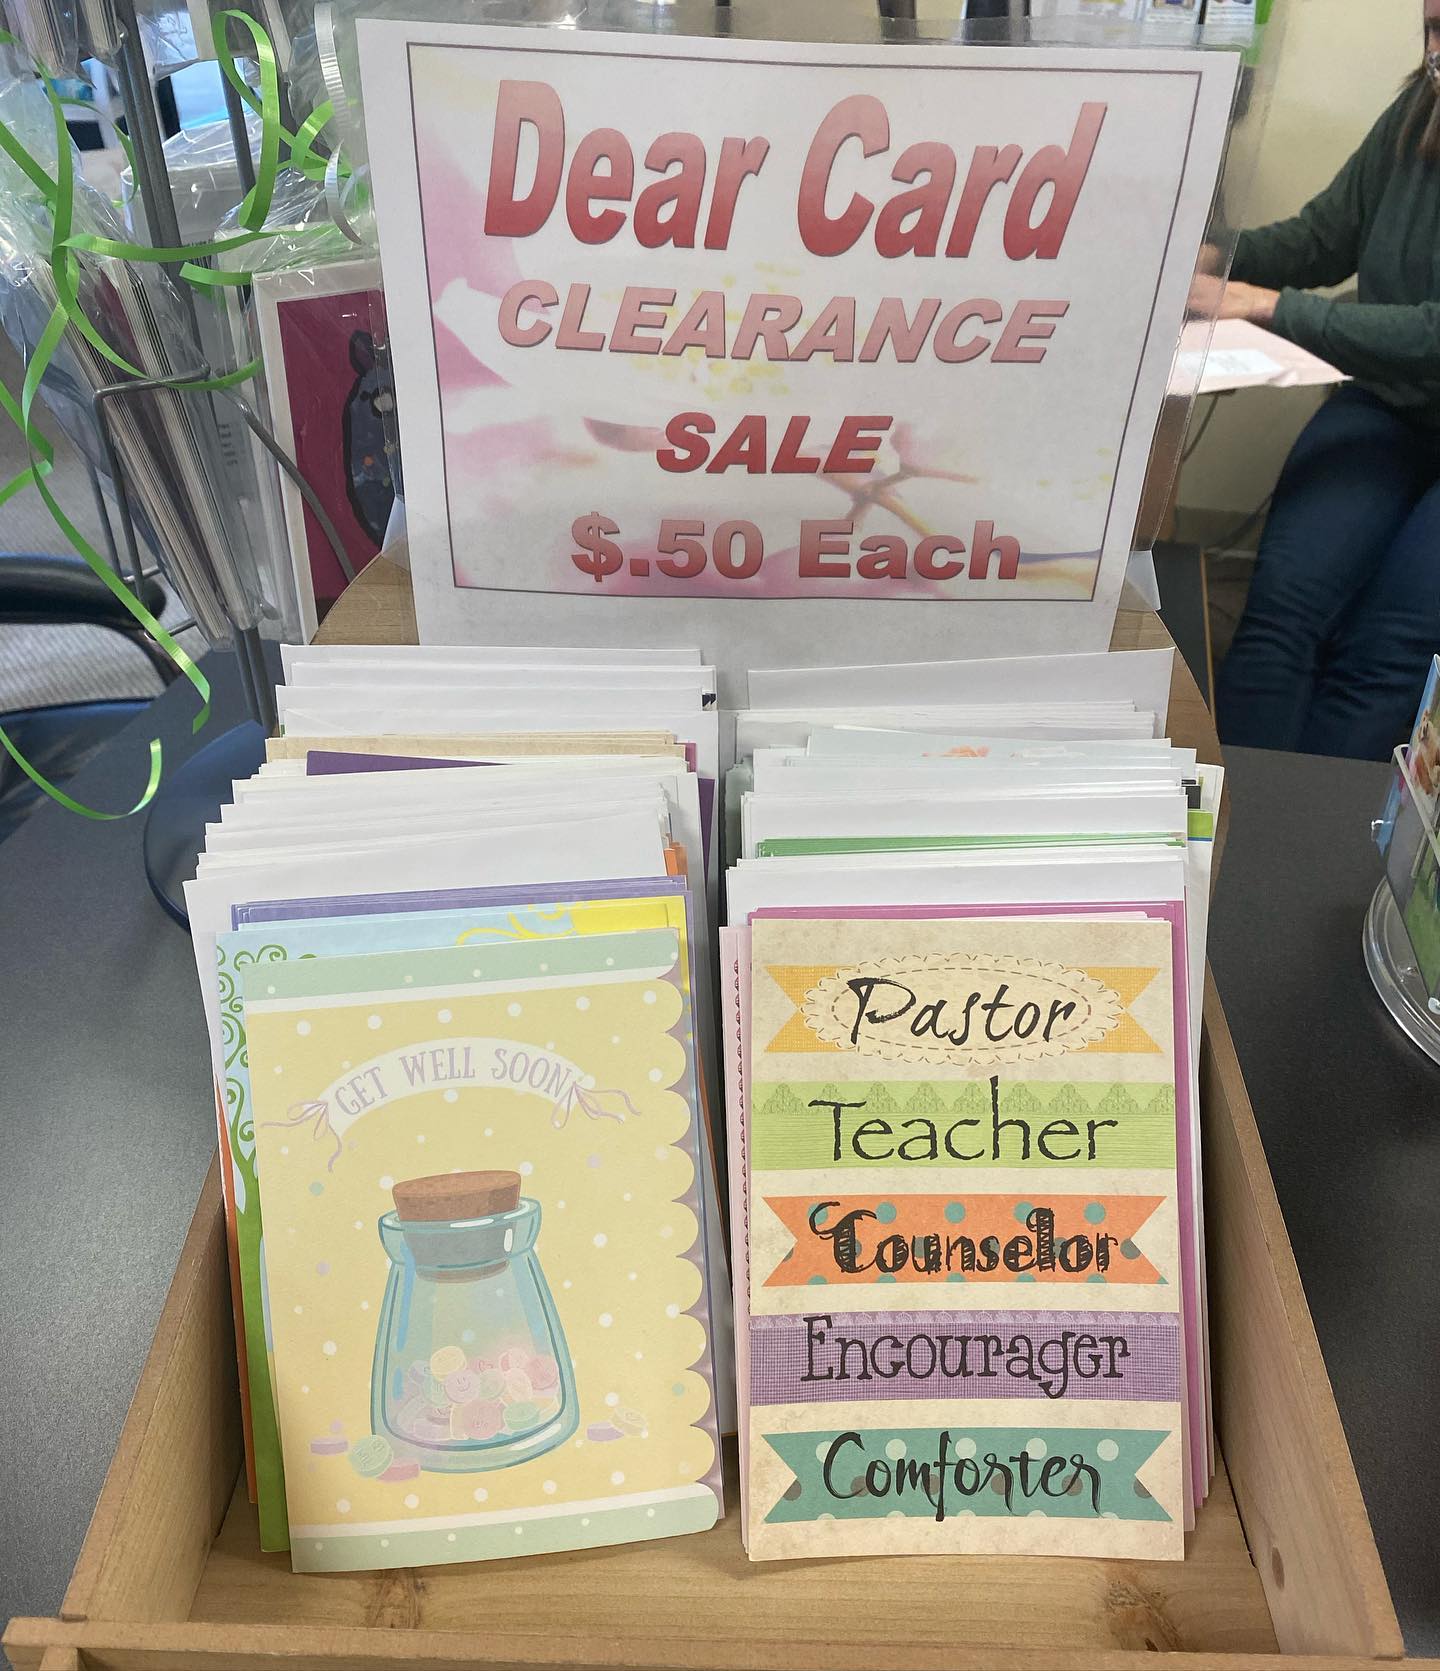 Dear Card
CLEARANCE
SALE
$.50 Each
GET WELL SOON
Pastor
Teacher
Counselor
Encourager
Comforter